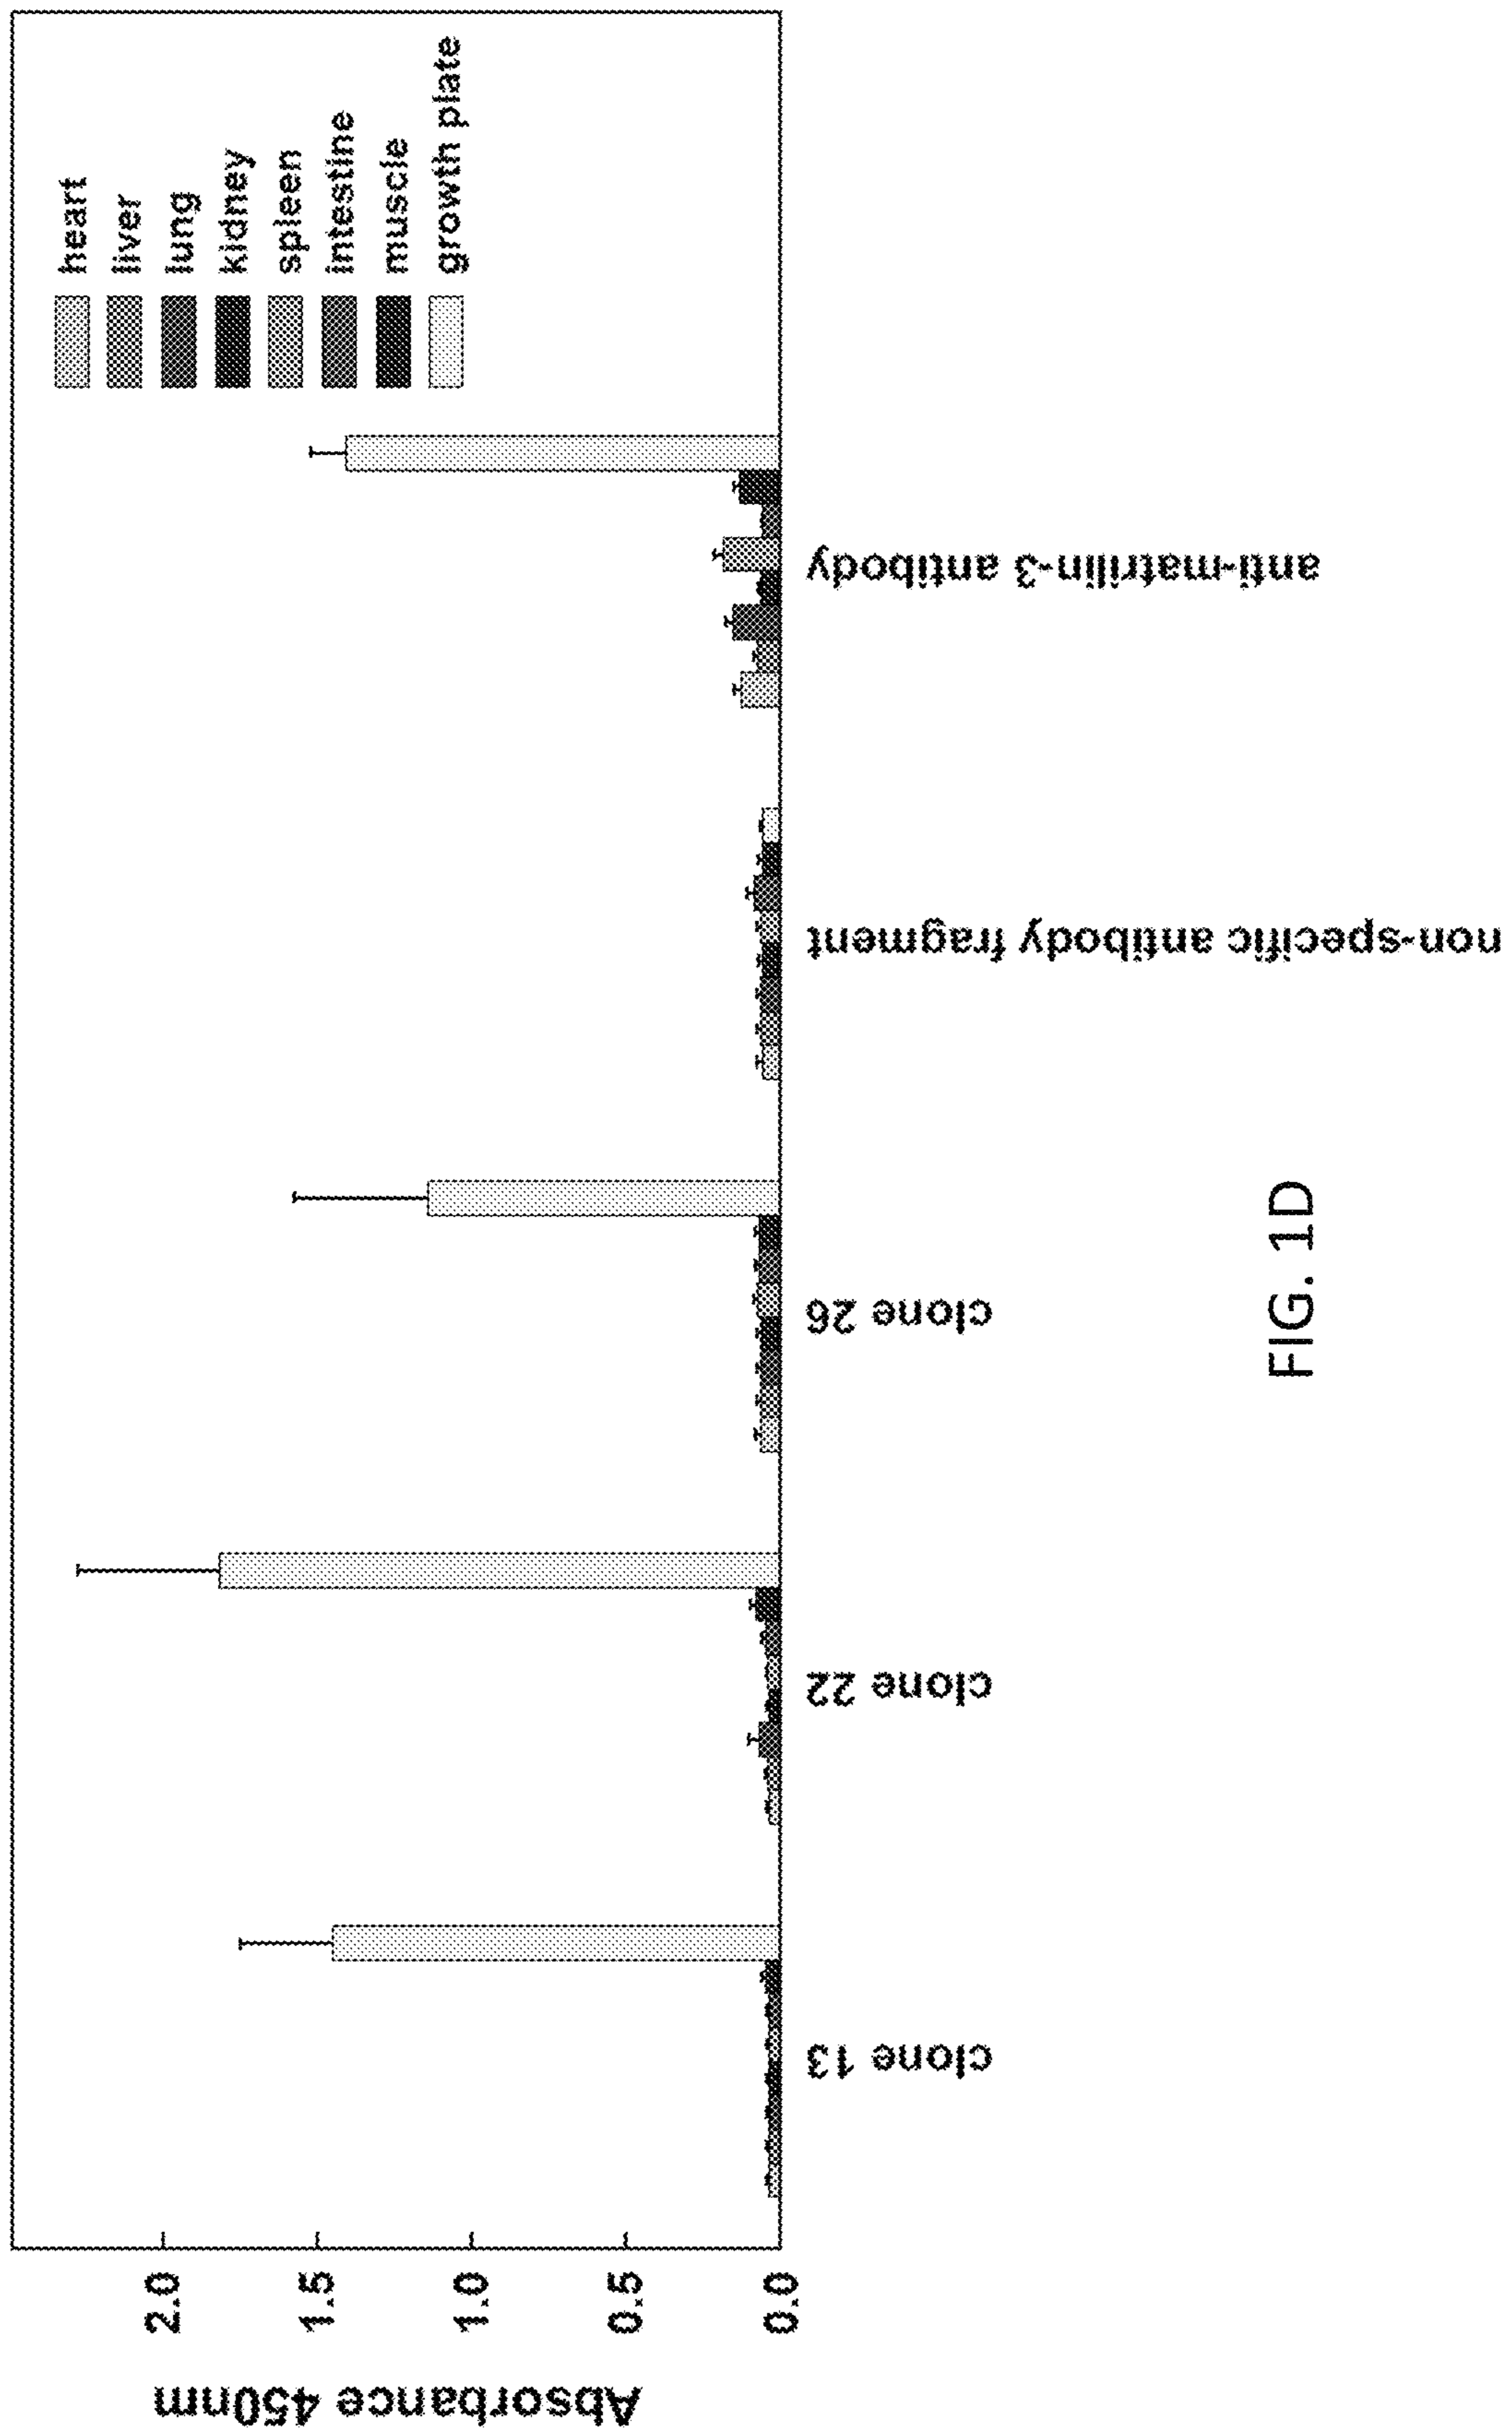 Absorbance 450nm
2.0
1.5
1.0
0.5
0.0
heart
liver
lung
kidney
spleen
intestine
muscle
growth plate
clone 13
clone 22
clone 26
non-specific antibody fragment
anti-matrilin-3 antibody
FIG. 1D